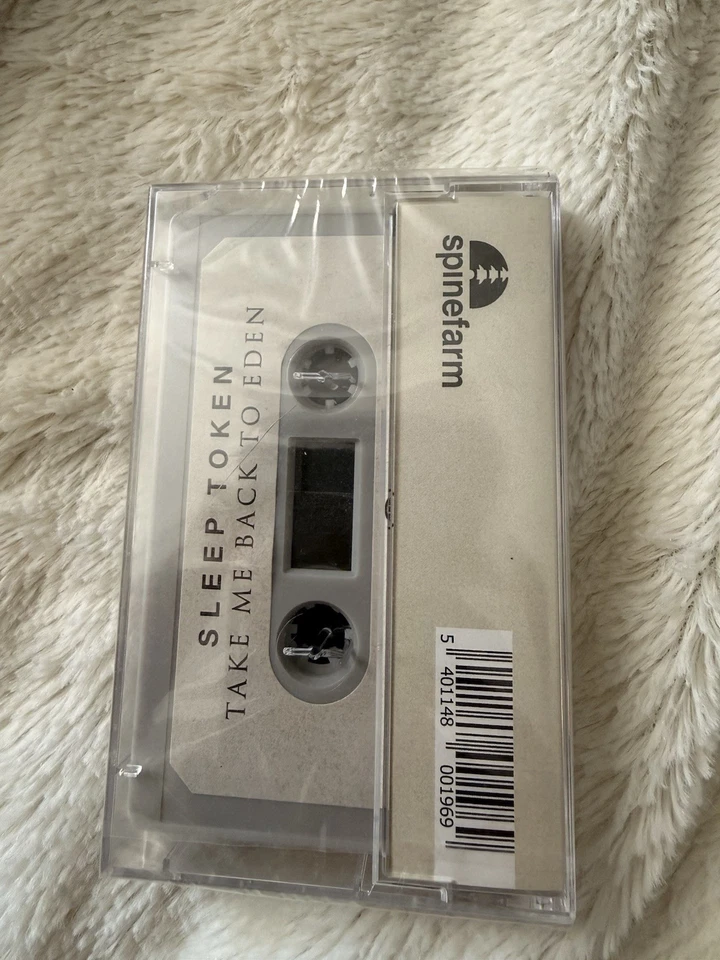 SLEEP TOKEN
TAKE ME BACK TO EDEN
spinefarm
5 401148 001969